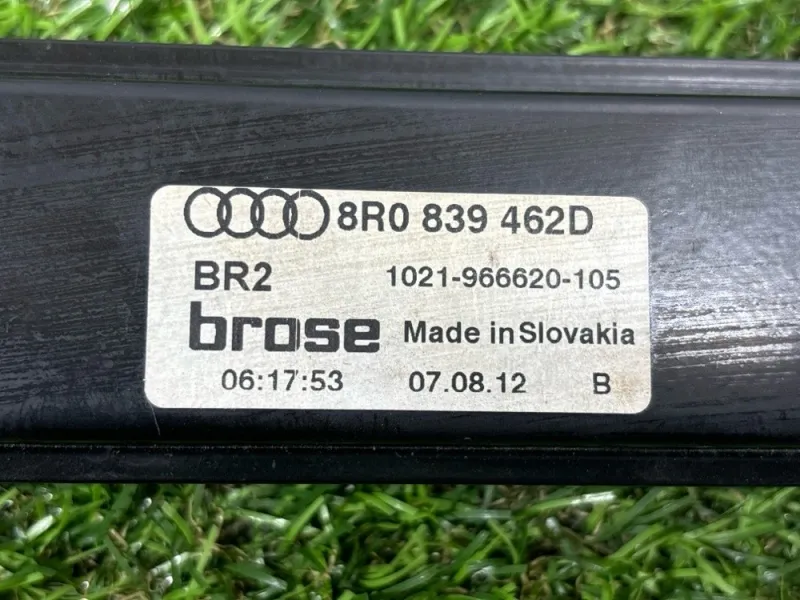 8R0 839 462D
BR2 1021-966620-105
brose Made in Slovakia
06:17:53 07.08.12 B